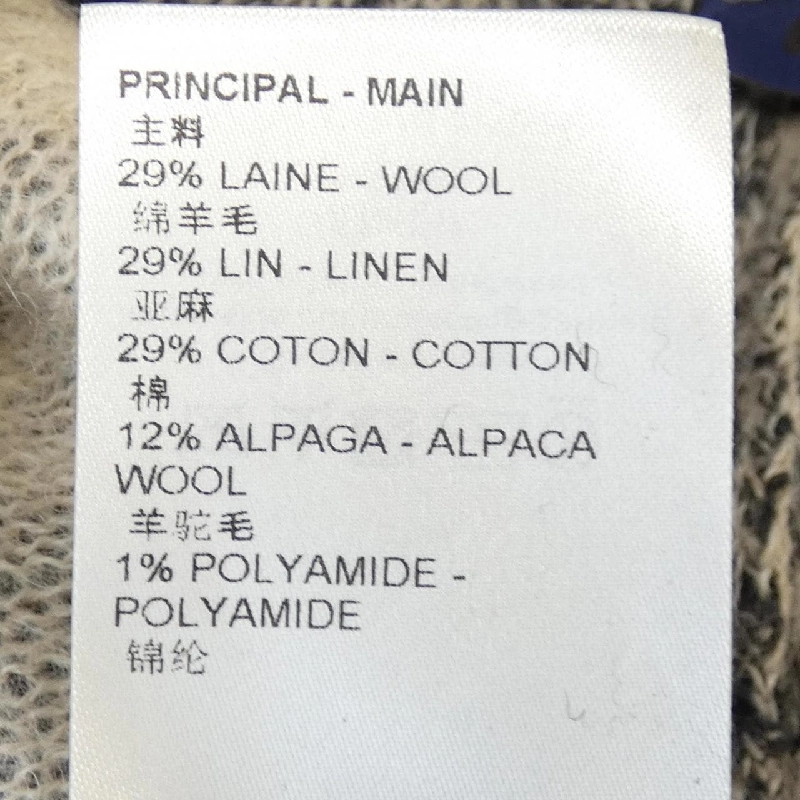 PRINCIPAL - MAIN
主料
29% LAINE - WOOL
绵羊毛
29% LIN - LINEN
亚麻
29% COTON - COTTON
棉
12% ALPAGA - ALPACA
WOOL
羊驼毛
1% POLYAMIDE -
POLYAMIDE
锦纶